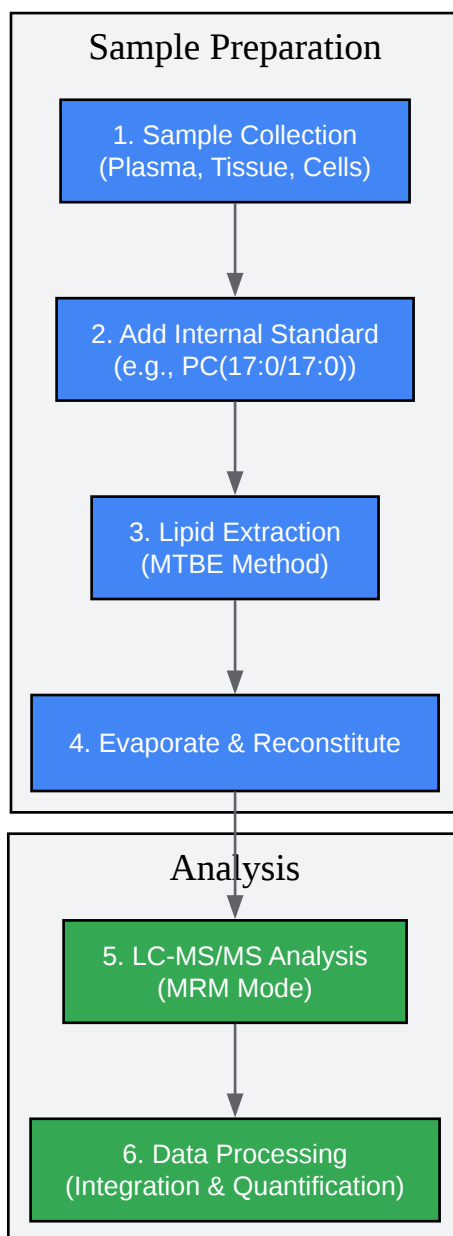 Sample Preparation
1. Sample Collection
(Plasma, Tissue, Cells)
2. Add Internal Standard
(e.g., PC(17:0/17:0))
3. Lipid Extraction
(MTBE Method)
4. Evaporate & Reconstitute
Analysis
5. LC-MS/MS Analysis
(MRM Mode)
6. Data Processing
(Integration & Quantification)